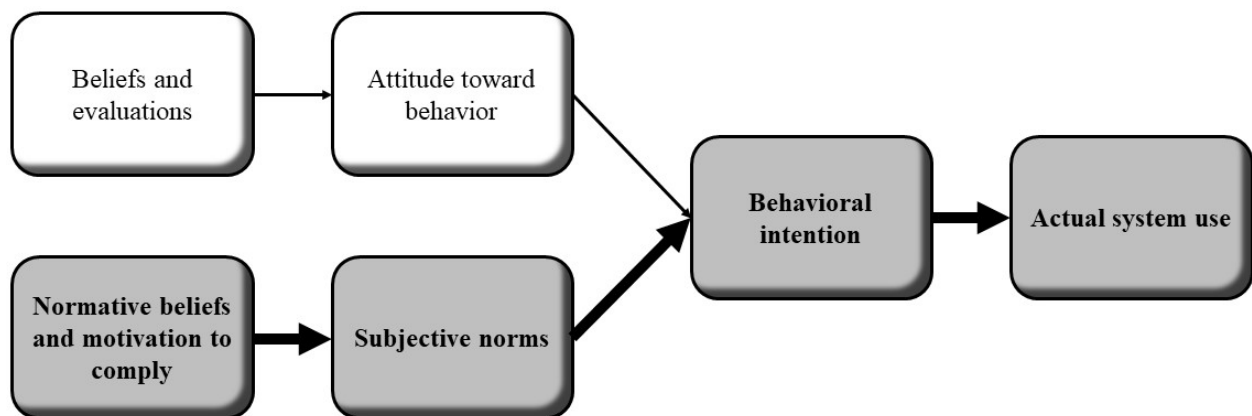 Beliefs and
evaluations
Attitude toward
behavior
Behavioral
intention
Actual system use
Normative beliefs
and motivation to
comply
Subjective norms